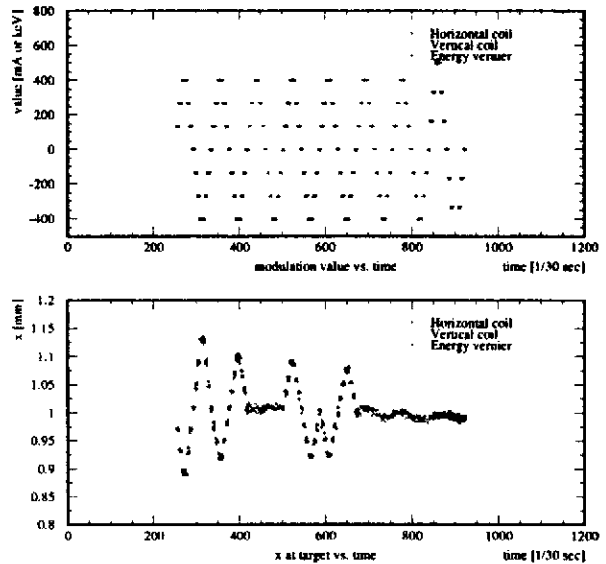 value [mA or keV]
800
600
400
200
0
-200
-400
Horizontal coil
Vertical coil
Energy vernier
0 200 400 600 800 1000 1200
modulation value vs. time time [1/30 sec]
x [mm]
1.2
1.15
1.1
1.05
1
0.95
0.9
0.85
0.8
Horizontal coil
Vertical coil
Energy vernier
0 200 400 600 800 1000 1200
x at target vs. time time [1/30 sec]